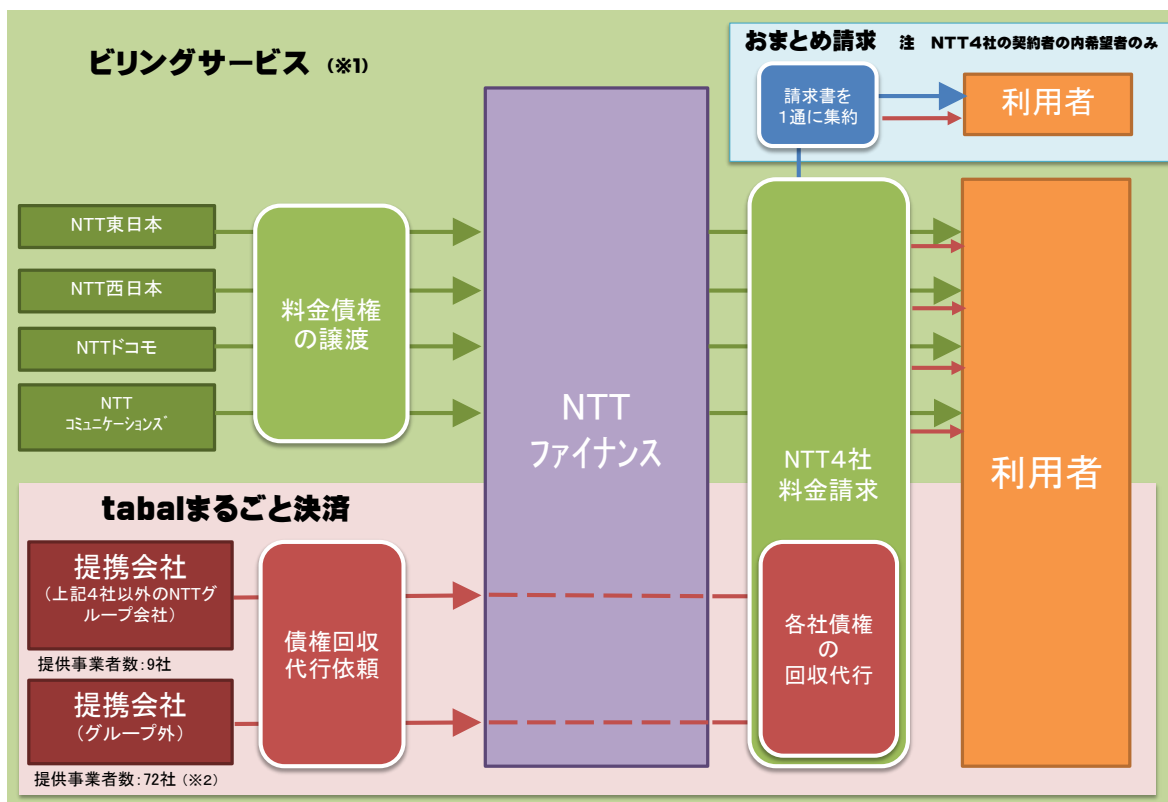 ビリングサービス (※1)
おまとめ請求 注 NTT4社の契約者の内希望者のみ
請求書を
1通に集約
利用者
NTT東日本
NTT西日本
NTTドコモ
NTT
ｺﾐｭﾆｹｰｼｮﾝｽﾞ
料金債権
の譲渡
NTT
ファイナンス
NTT4社
料金請求
利用者
tabalまるごと決済
提携会社
(上記4社以外のNTTグ
ループ会社)
提供事業者数:9社
提携会社
(グループ外)
提供事業者数:72社 (※2)
債権回収
代行依頼
各社債権
の
回収代行